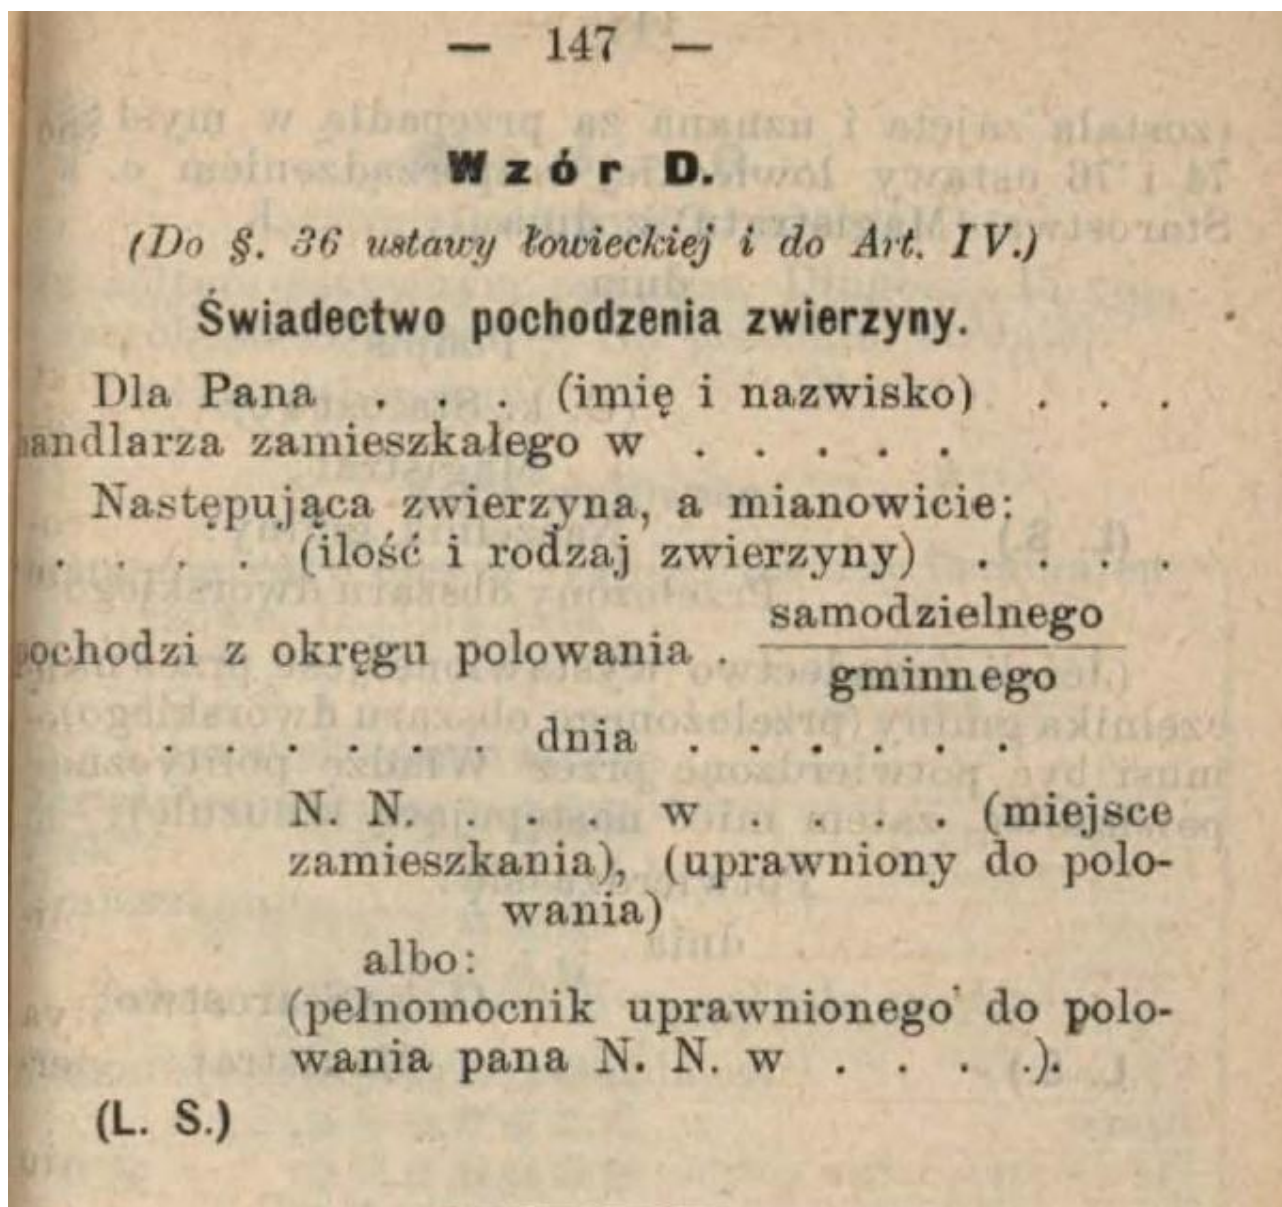 — 147 —
Wzór D.
(Do §. 36 ustawy łowieckiej i do Art. IV.)
Świadectwo pochodzenia zwierzyny.
Dla Pana . . . (imię i nazwisko) . . .
handlarza zamieszkałego w . . . . .
Następująca zwierzyna, a mianowicie:
. . . . (ilość i rodzaj zwierzyny) . . . .
samodzielnego
pochodzi z okręgu polowania .
gminnego
. . . . . . dnia . . . . . .
N. N. . . . w . . . . (miejsce
zamieszkania), (uprawniony do polo-
wania)
albo:
(pełnomocnik uprawnionego do polo-
wania pana N. N. w . . . .).
(L. S.)